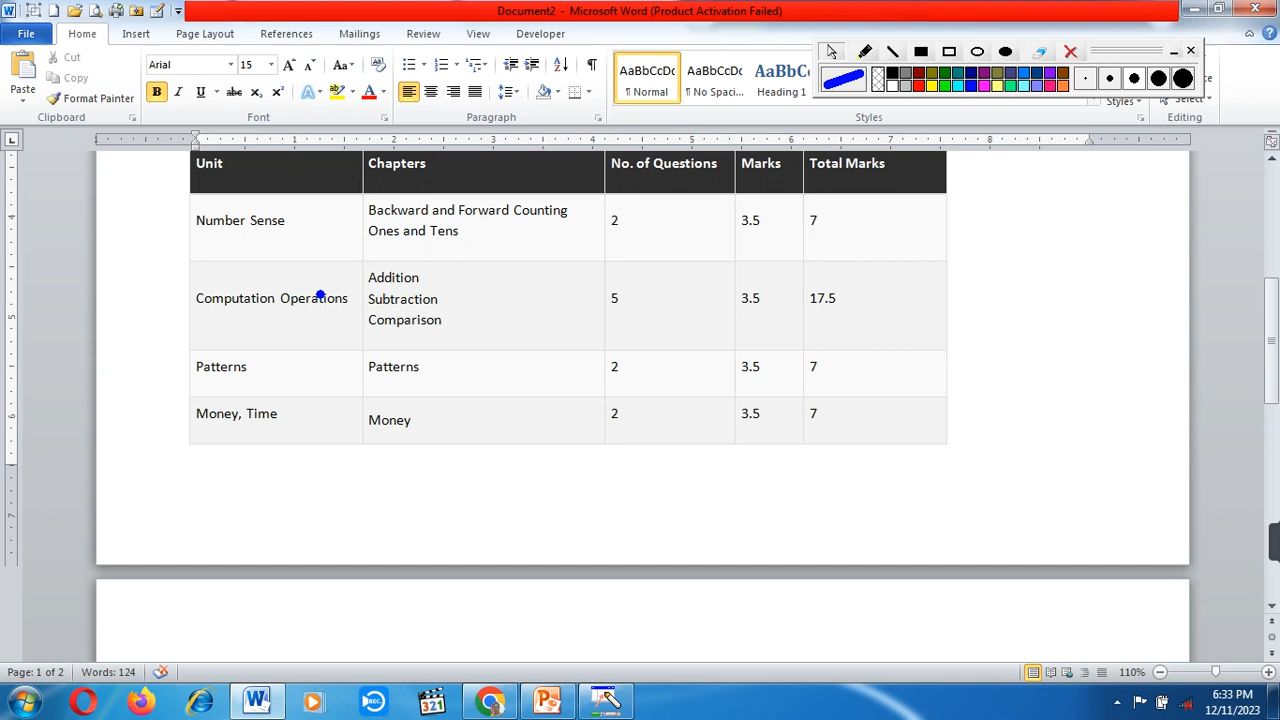 Document2 - Microsoft Word (Product Activation Failed)
File Home Insert Page Layout References Mailings Review View Developer
Paste
Cut
Copy
Format Painter
Clipboard
Arial 15
Font
Paragraph
AaBbCcDc
¶ Normal
AaBbCcDc
¶ No Spaci...
AaBbC
Heading 1
Styles
Styles
Select
Editing
Unit Chapters No. of Questions Marks Total Marks
Number Sense
Backward and Forward Counting
Ones and Tens
2 3.5 7
Computation Operations
Addition
Subtraction
Comparison
5 3.5 17.5
Patterns Patterns 2 3.5 7
Money, Time Money 2 3.5 7
Page: 1 of 2 Words: 124 110%
6:33 PM
12/11/2023